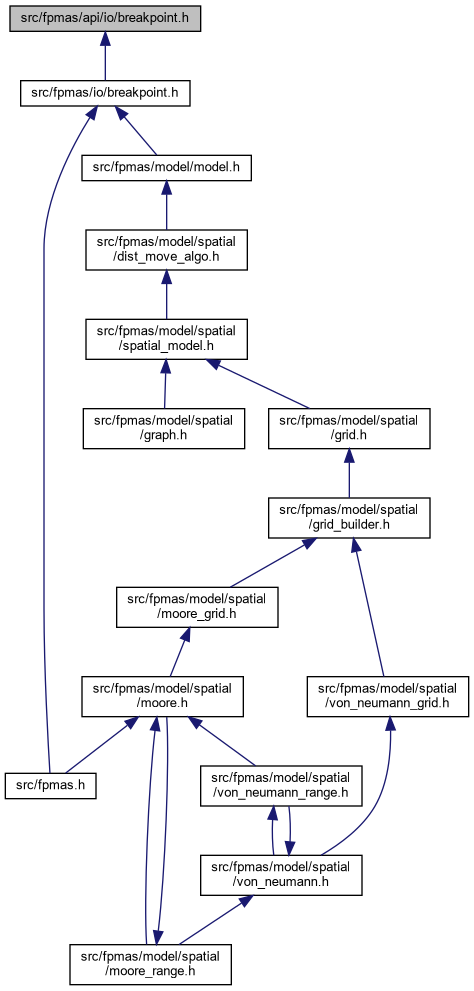 src/fpmas/api/io/breakpoint.h
src/fpmas/io/breakpoint.h
src/fpmas/model/model.h
src/fpmas/model/spatial
/dist_move_algo.h
src/fpmas/model/spatial
/spatial_model.h
src/fpmas/model/spatial
/graph.h
src/fpmas/model/spatial
/grid.h
src/fpmas/model/spatial
/grid_builder.h
src/fpmas/model/spatial
/moore_grid.h
src/fpmas/model/spatial
/moore.h
src/fpmas/model/spatial
/von_neumann_grid.h
src/fpmas.h
src/fpmas/model/spatial
/von_neumann_range.h
src/fpmas/model/spatial
/von_neumann.h
src/fpmas/model/spatial
/moore_range.h